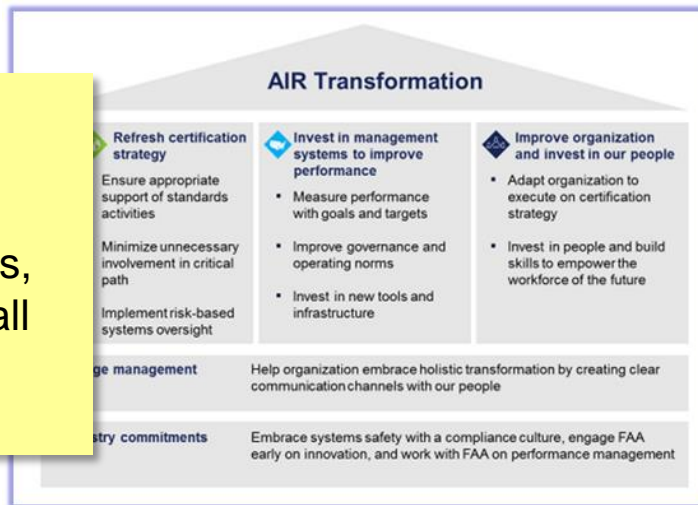 AIR Transformation
Refresh certification
strategy
Ensure appropriate
support of standards
activities
Minimize unnecessary
involvement in critical
path
Implement risk-based
systems oversight
Invest in management
systems to improve
performance
▪ Measure performance
with goals and targets
▪ Improve governance and
operating norms
▪ Invest in new tools and
infrastructure
Improve organization
and invest in our people
▪ Adapt organization to
execute on certification
strategy
▪ Invest in people and build
skills to empower the
workforce of the future
management
Help organization embrace holistic transformation by creating clear
communication channels with our people
commitments
Embrace systems safety with a compliance culture, engage FAA
early on innovation, and work with FAA on performance management